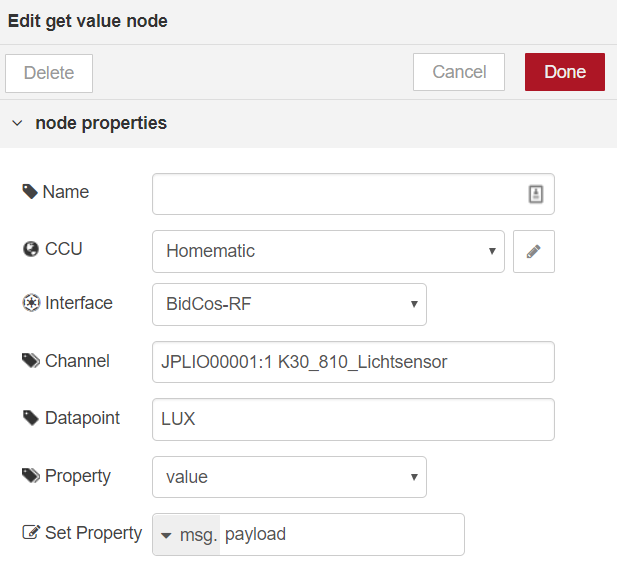 Edit get value node
Delete Cancel Done
node properties
Name
CCU Homematic
Interface BidCos-RF
Channel JPLIO00001:1 K30_810_Lichtsensor
Datapoint LUX
Property value
Set Property msg. payload